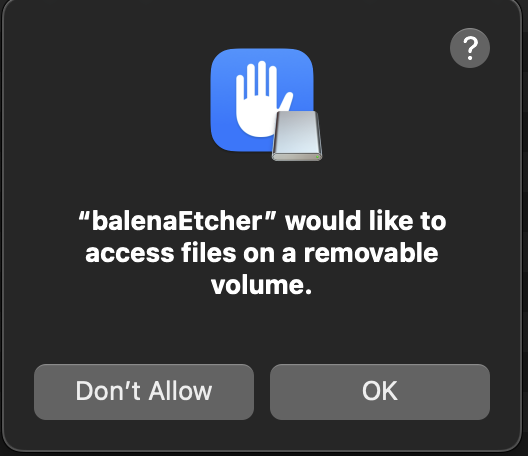 ?
“balenaEtcher” would like to
access files on a removable
volume.
Don’t Allow
OK